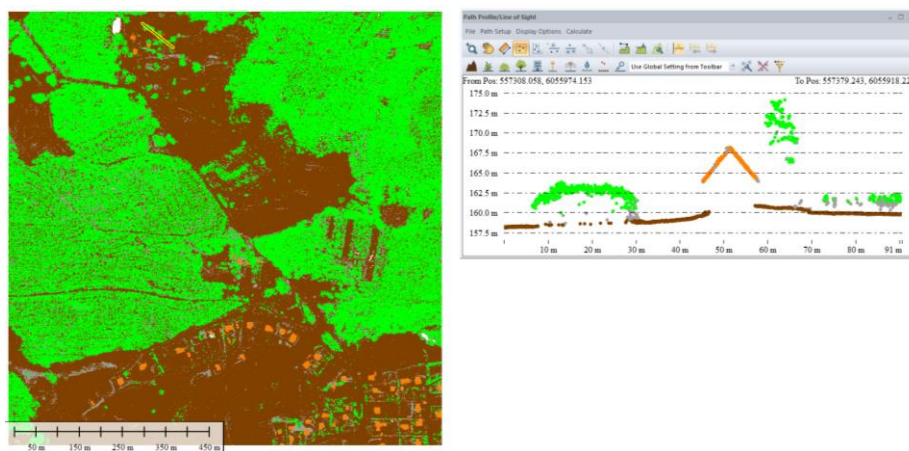 Path Profile/Line of Sight
File Path Setup Display Options Calculate
Use Global Setting from Toolbar
From Pos: 557308.058, 6055974.153
To Pos: 557379.243, 6055918.22
175.0 m
172.5 m
170.0 m
167.5 m
165.0 m
162.5 m
160.0 m
157.5 m
10 m 20 m 30 m 40 m 50 m 60 m 70 m 80 m 91 m
50 m 150 m 250 m 350 m 450 m